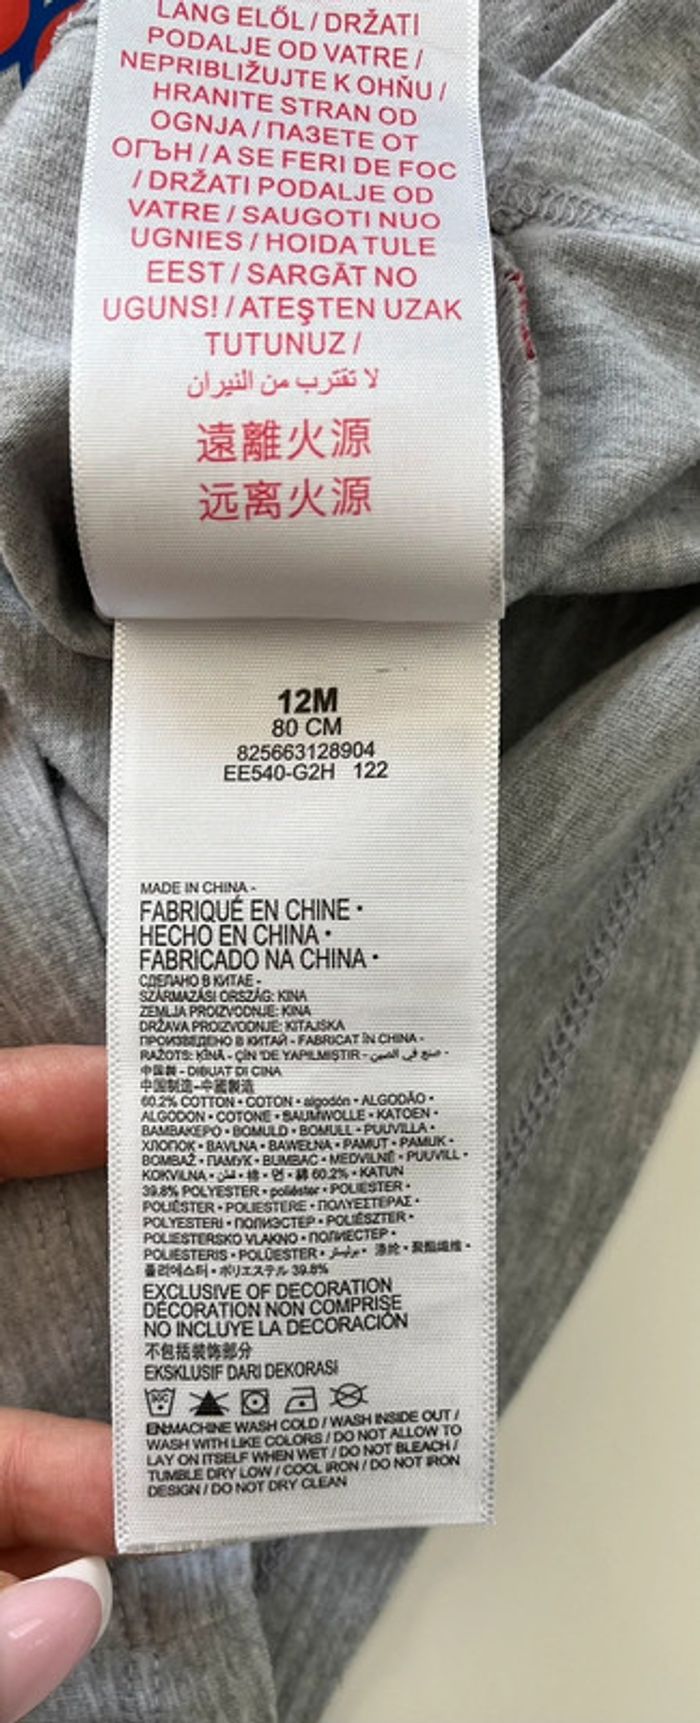 LANG ELŐL / DRŽATI
PODALJE OD VATRE /
NEPRIBLIŽUJTE K OHŇU /
HRANITE STRAN OD
OGNJA / ПАЗЕТЕ ОТ
ОГЪН / A SE FERI DE FOC
/ DRŽATI PODALJE OD
VATRE / SAUGOTI NUO
UGNIES / HOIDA TULE
EEST / SARGĀT NO
UGUNS! / ATEŞTEN UZAK
TUTUNUZ /
لا تقترب من النيران
遠離火源
远离火源
12M
80 CM
825663128904
EE540-G2H 122
MADE IN CHINA -
FABRIQUÉ EN CHINE •
HECHO EN CHINA •
FABRICADO NA CHINA •
СДЕЛАНО В КИТАЕ -
SZÁRMAZÁSI ORSZÁG: KINA
ZEMLJA PROIZVODNJE: KINA
DRŽAVA PROIZVODNJE: KITAJSKA
ПРОИЗВЕДЕНО В КИТАЙ - FABRICAT ÎN CHINA -
RAŽOTS: ĶĪNĀ - ÇİN 'DE YAPILMIŞTIR - صنع في الصين -
中国製 - DIBUAT DI CINA
中国制造-中國製造
60.2% COTTON • COTON • algodón • ALGODÃO •
ALGODON • COTONE • BAUMWOLLE • KATOEN •
ΒΑΜΒΑΚΕΡΟ • BOMULD • BOMULL • PUUVILLA •
ХЛОПОК • BAVLNA • BAWEŁNA • PAMUT • PAMUK •
BOMBAŽ • ПАМУК • BUMBAC • MEDVILNĖ • PUUVILL •
KOKVILNA • قطن • 棉 • 면 • 綿 60.2% • KATUN
39.8% POLYESTER • poliéster • POLIESTER •
POLIÉSTER • POLIESTERE • ΠΟΛΥΕΣΤΕΡΑΣ •
POLYESTERI • ПОЛИЭСТЕР • POLIÉSZTER •
POLIESTERSKO VLAKNO • ПОЛИЕСТЕР •
POLIESTERIS • POLÜESTER • بوليستر • 涤纶 • 聚酯纖维 •
폴리에스터 • ポリエステル 39.8%
EXCLUSIVE OF DECORATION
DÉCORATION NON COMPRISE
NO INCLUYE LA DECORACIÓN
不包括装饰部分
EKSKLUSIF DARI DEKORASI
30C
EN:MACHINE WASH COLD / WASH INSIDE OUT /
WASH WITH LIKE COLORS / DO NOT ALLOW TO
LAY ON ITSELF WHEN WET / DO NOT BLEACH /
TUMBLE DRY LOW / COOL IRON / DO NOT IRON
DESIGN / DO NOT DRY CLEAN